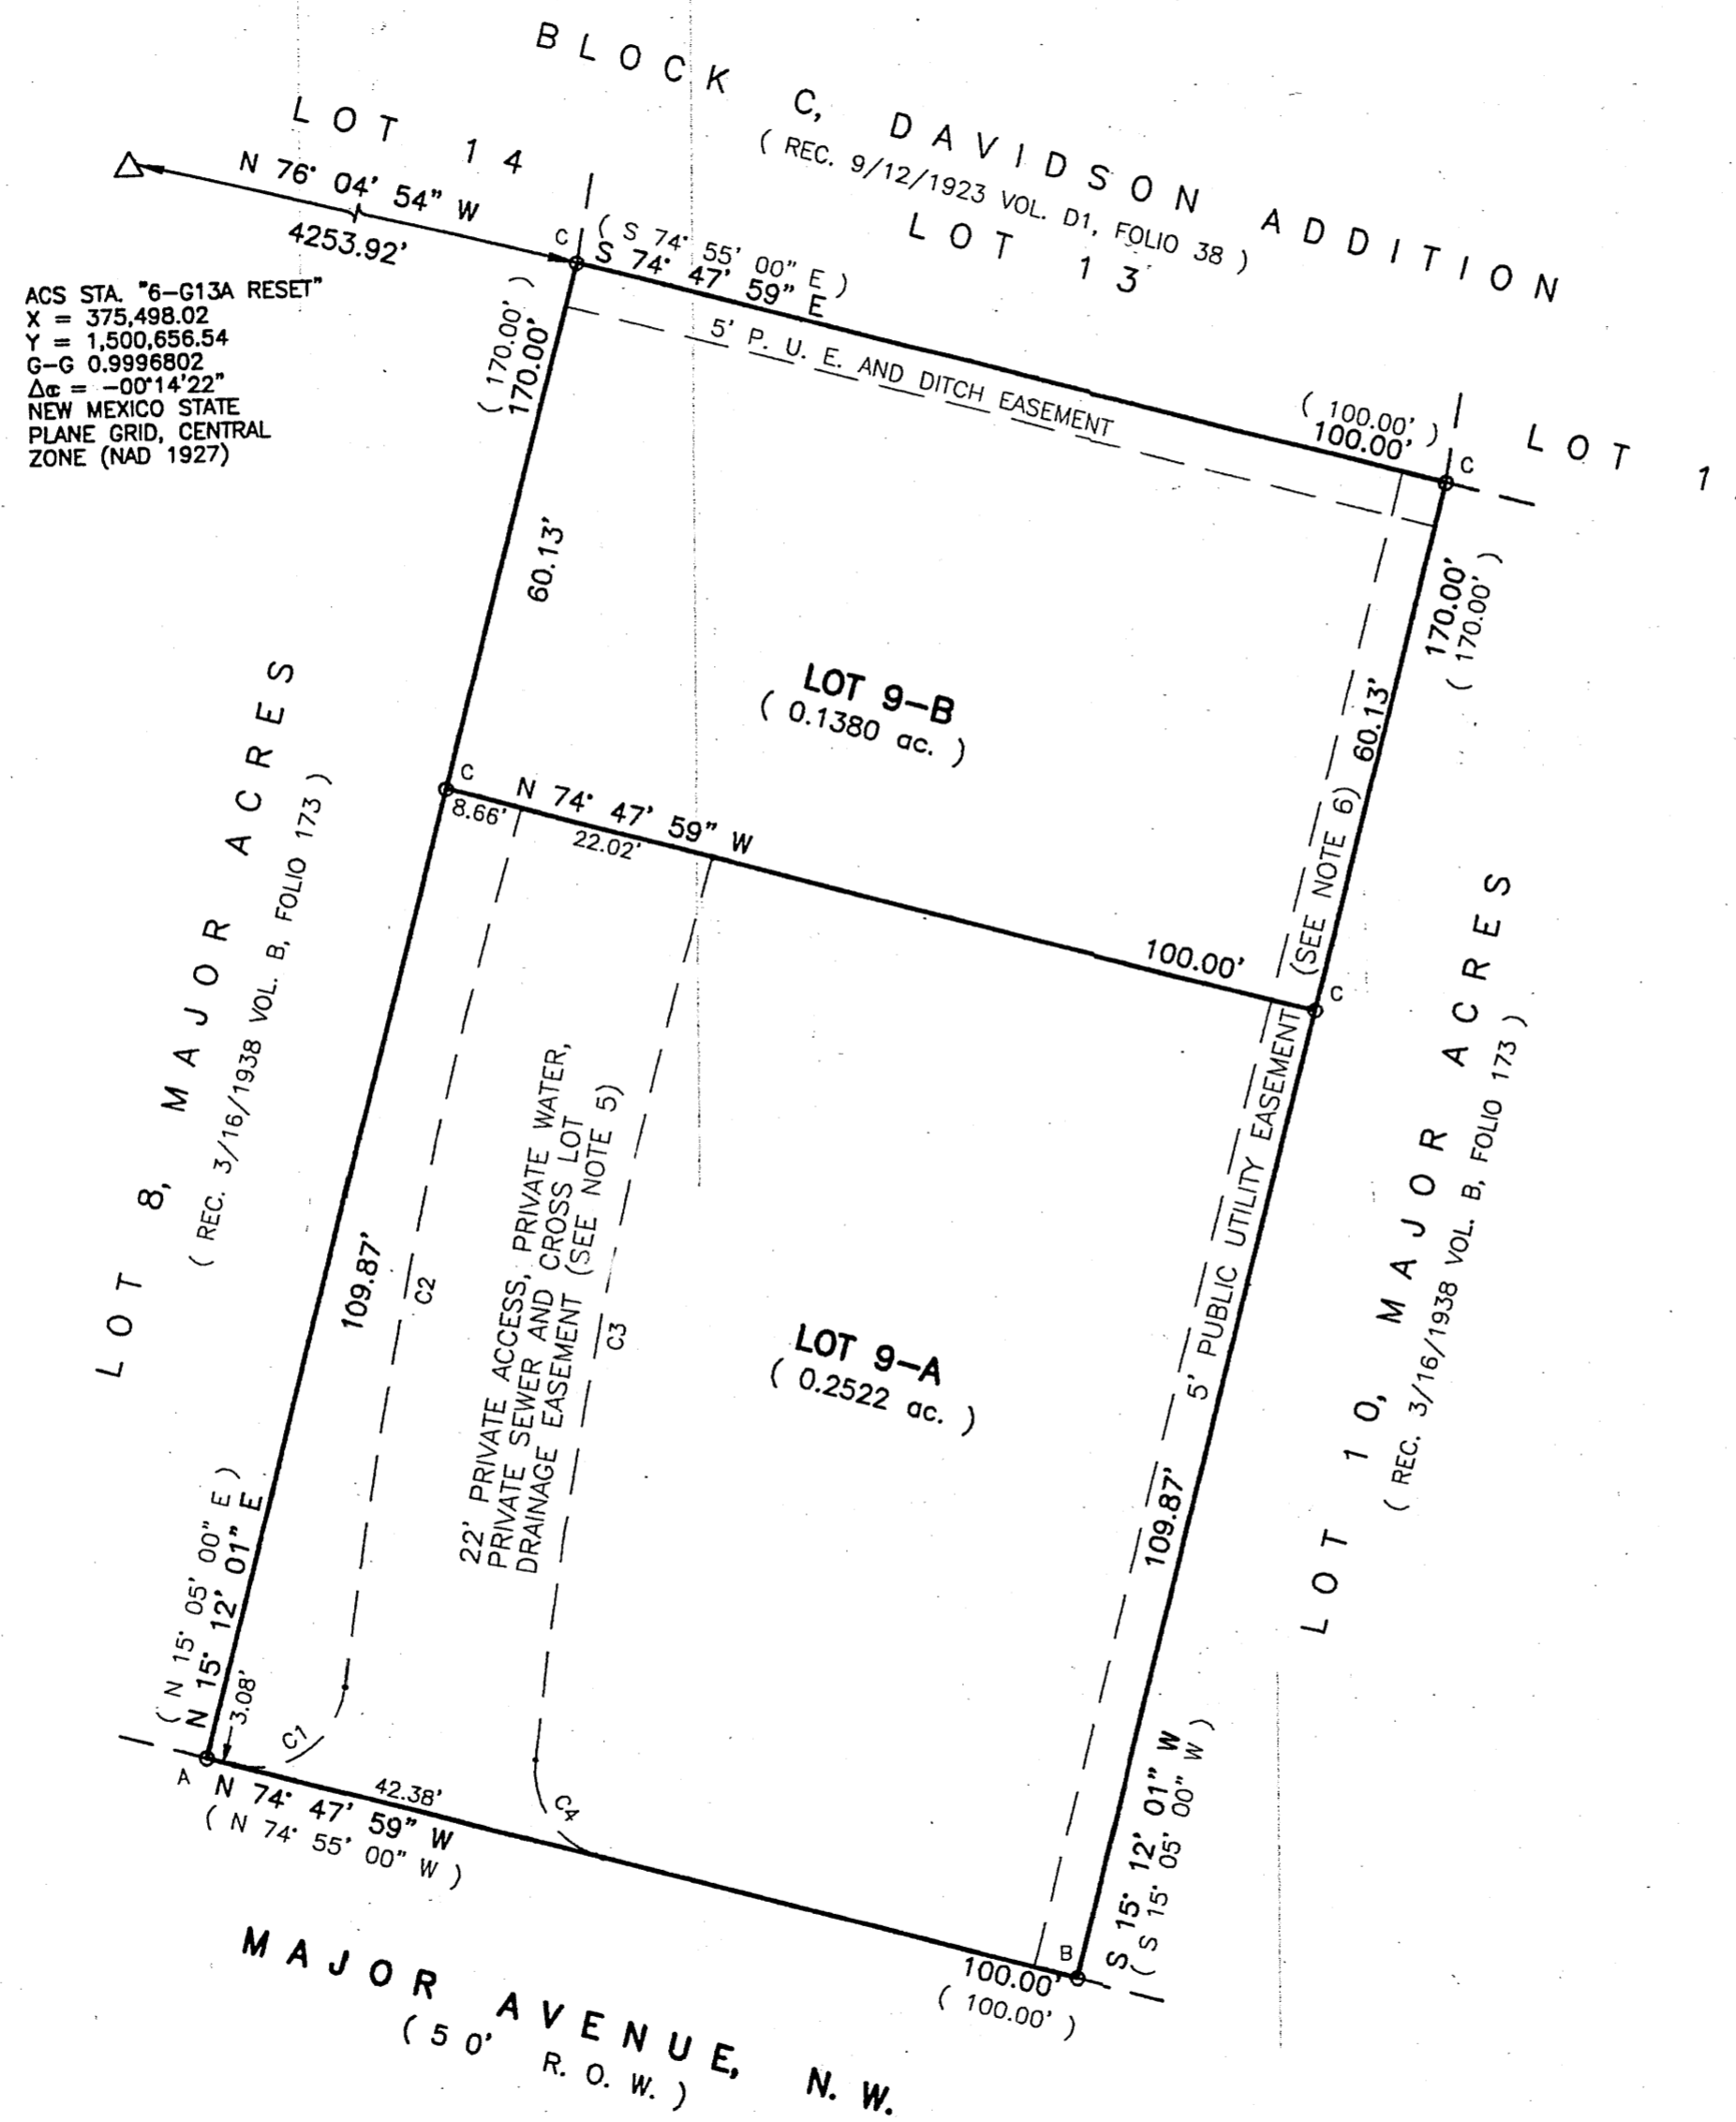 BLOCK C, DAVIDSON ADDITION
( REC. 9/12/1923 VOL. D1, FOLIO 38 )
LOT 14
LOT 13
N 76° 04' 54" W
4253.92'
C
( S 74° 55' 00" E )
S 74° 47' 59" E
ACS STA. "6-G13A RESET"
X = 375,498.02
Y = 1,500,656.54
G-G 0.9996802
Δα = -00°14'22"
NEW MEXICO STATE
PLANE GRID, CENTRAL
ZONE (NAD 1927)
( 170.00' )
170.00'
5' P. U. E. AND DITCH EASEMENT
( 100.00' )
100.00'
C
LOT 1
60.13'
170.00'
( 170.00' )
LOT 9-B
( 0.1380 ac. )
60.13'
(SEE NOTE 6)
C
N 74° 47' 59" W
8.66'
22.02'
100.00'
C
LOT 8, MAJOR ACRES
( REC. 3/16/1938 VOL. B, FOLIO 173 )
109.87'
C2
22' PRIVATE ACCESS, PRIVATE WATER,
PRIVATE SEWER AND CROSS LOT
DRAINAGE EASEMENT (SEE NOTE 5)
C3
LOT 9-A
( 0.2522 ac. )
5' PUBLIC UTILITY EASEMENT
109.87'
LOT 10, MAJOR ACRES
( REC. 3/16/1938 VOL. B, FOLIO 173 )
( N 15° 05' 00" E )
N 15° 12' 01" E
3.08'
C1
A
42.38'
C4
N 74° 47' 59" W
( N 74° 55' 00" W )
S 15° 12' 01" W
( S 15° 05' 00" W )
B
100.00'
( 100.00' )
MAJOR AVENUE, N. W.
( 50' R. O. W. )